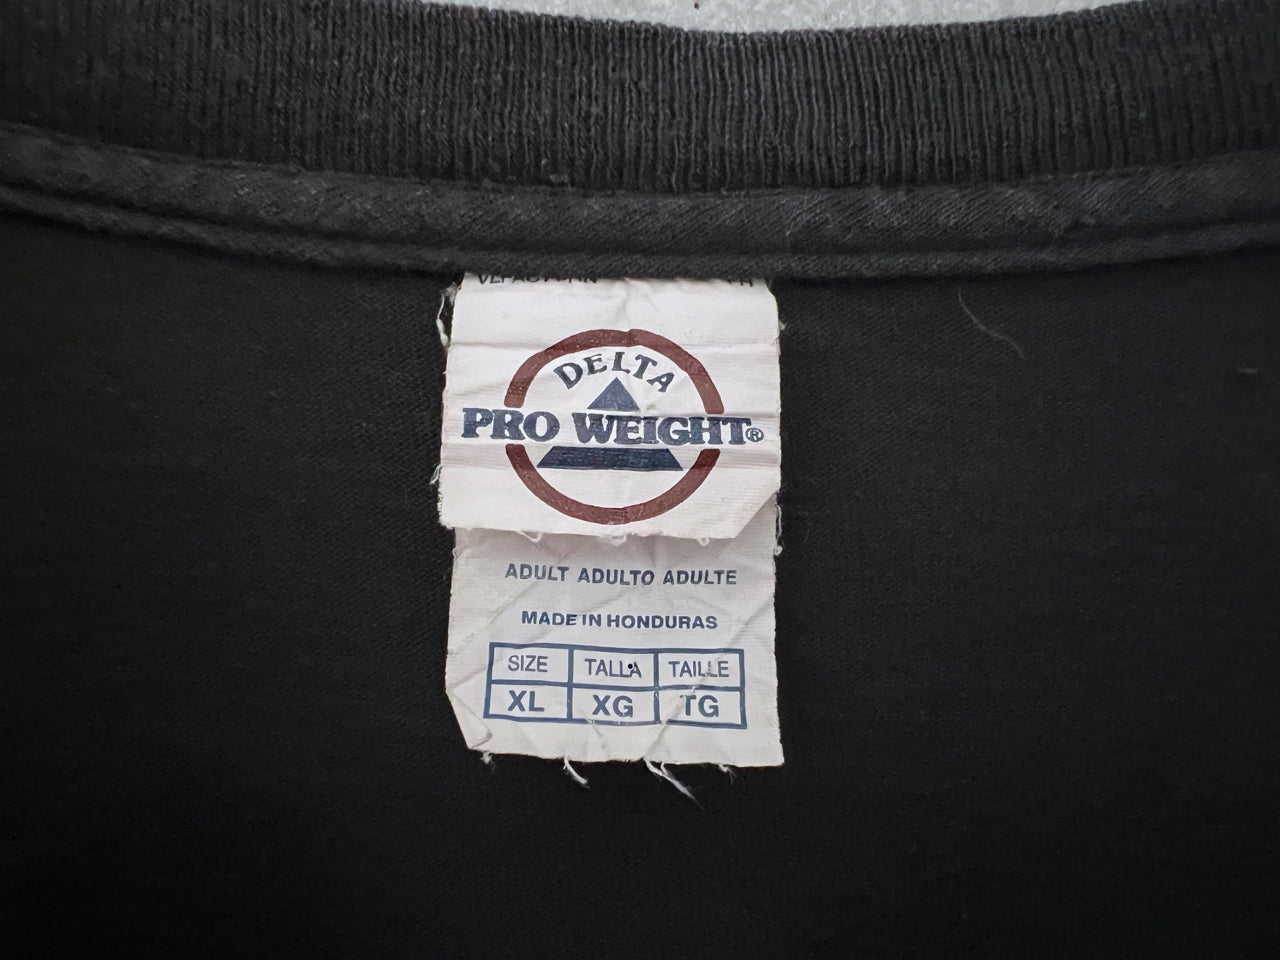 DELTA
PRO WEIGHT®
ADULT ADULTO ADULTE
MADE IN HONDURAS
SIZE TALLA TAILLE
XL XG TG